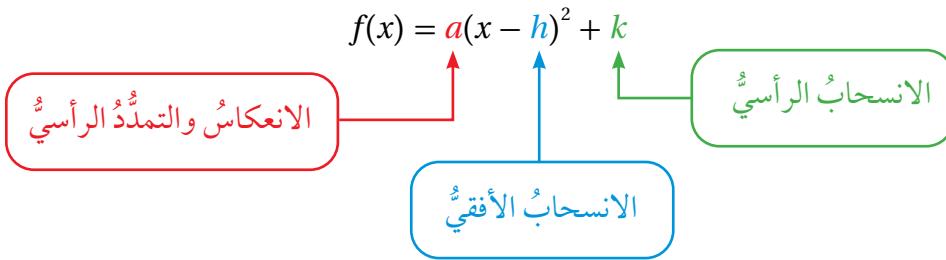 f(x) = a(x − h)² + k
الانسحابُ الرأسيُّ
الانعكاسُ والتمدُّدُ الرأسيُّ
الانسحابُ الأفقيُّ